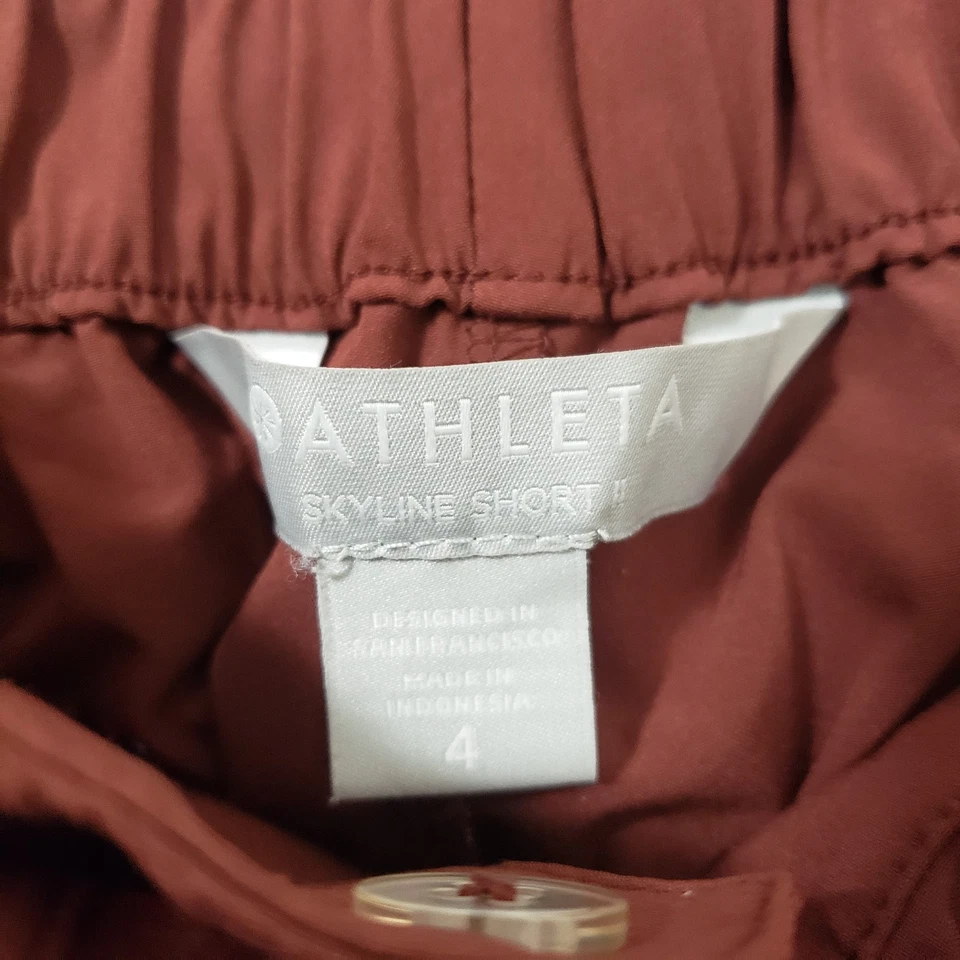 ATHLETA
SKYLINE SHORT II
DESIGNED IN
SAN FRANCISCO
MADE IN
INDONESIA
4